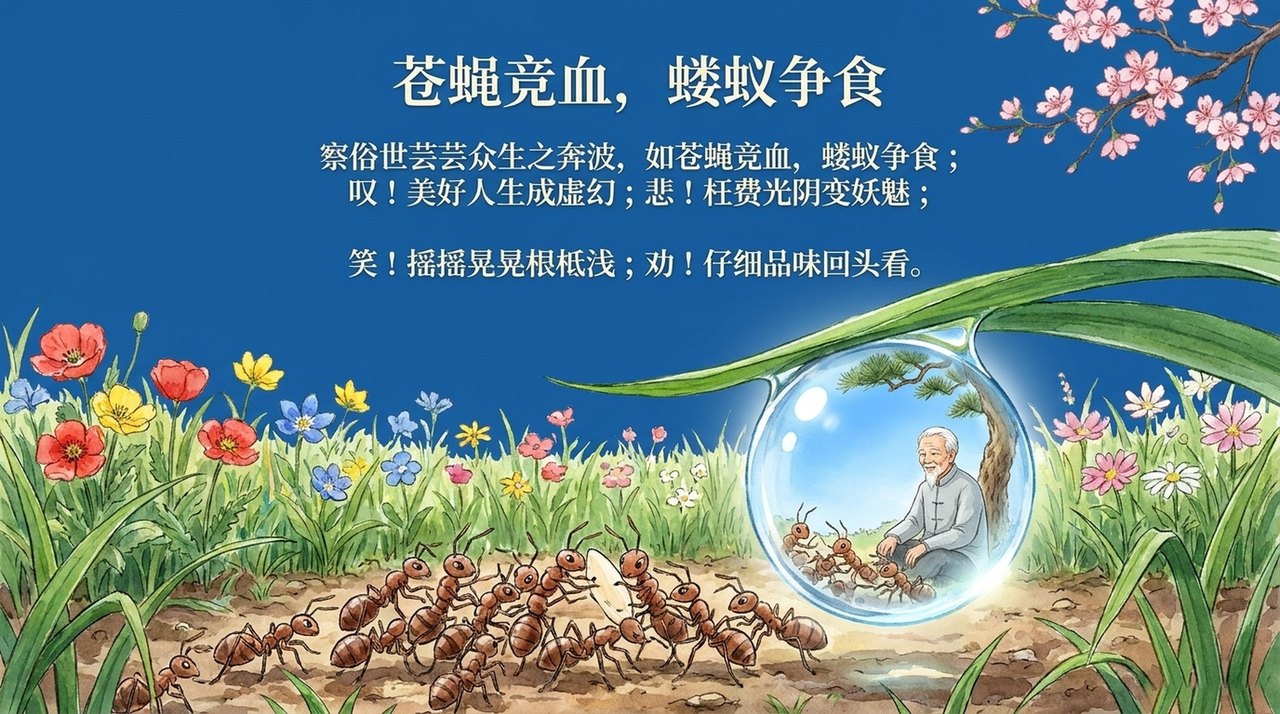 苍蝇竞血，蝼蚁争食
察俗世芸芸众生之奔波，如苍蝇竞血，蝼蚁争食；
叹！美好人生成虚幻；悲！枉费光阴变妖魅；
笑！摇摇晃晃根柢浅；劝！仔细品味回头看。